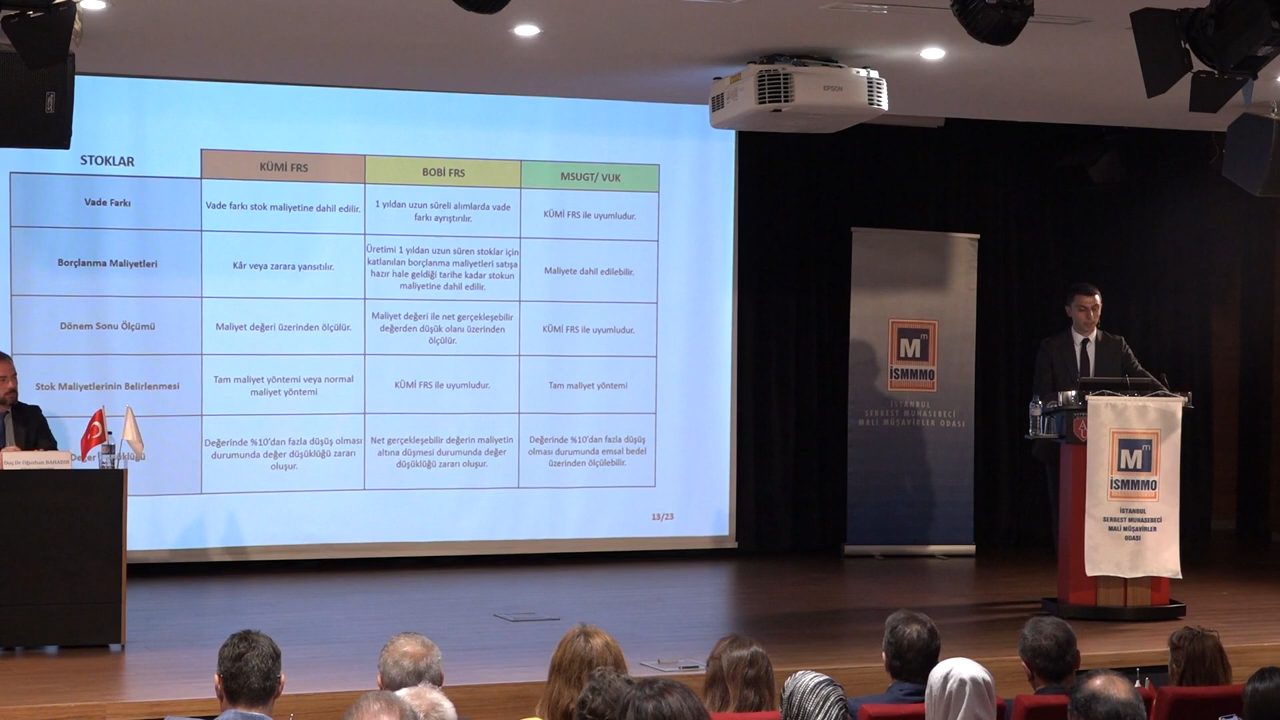 EPSON
STOKLAR
KÜMİ FRS
BOBİ FRS
MSUGT/ VUK
Vade Farkı
Vade farkı stok maliyetine dahil edilir.
1 yıldan uzun süreli alımlarda vade
farkı ayrıştırılır.
KÜMİ FRS ile uyumludur.
Borçlanma Maliyetleri
Kâr veya zarara yansıtılır.
Üretimi 1 yıldan uzun süren stoklar için
katlanılan borçlanma maliyetleri satışa
hazır hale geldiği tarihe kadar stokun
maliyetine dahil edilir.
Maliyete dahil edilebilir.
Dönem Sonu Ölçümü
Maliyet değeri üzerinden ölçülür.
Maliyet değeri ile net gerçekleşebilir
değerden düşük olanı üzerinden
ölçülür.
KÜMİ FRS ile uyumludur.
Stok Maliyetlerinin Belirlenmesi
Tam maliyet yöntemi veya normal
maliyet yöntemi
KÜMİ FRS ile uyumludur.
Tam maliyet yöntemi
Değer
Değerinde %10'dan fazla düşüş olması
durumunda değer düşüklüğü zararı
oluşur.
Net gerçekleşebilir değerin maliyetin
altına düşmesi durumunda değer
düşüklüğü zararı oluşur.
Değerinde %10'dan fazla düşüş
olması durumunda emsal bedel
üzerinden ölçülebilir.
13/23
Mm
İSMMMO
İSTANBUL
SERBEST MUHASEBECİ
MALİ MÜŞAVİRLER ODASI
Mm
İSMMMO
İSTANBUL
SERBEST MUHASEBECİ
MALİ MÜŞAVİRLER
ODASI